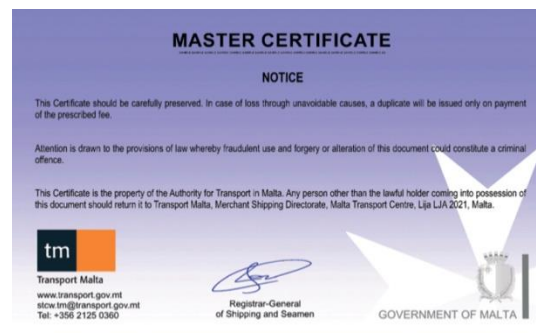 MASTER CERTIFICATE
NOTICE
This Certificate should be carefully preserved. In case of loss through unavoidable causes, a duplicate will be issued only on payment
of the prescribed fee.
Attention is drawn to the provisions of law whereby fraudulent use and forgery or alteration of this document could constitute a criminal
offence.
This Certificate is the property of the Authority for Transport in Malta. Any person other than the lawful holder coming into possession of
this document should return it to Transport Malta, Merchant Shipping Directorate, Malta Transport Centre, Lija LJA 2021, Malta.
tm
Transport Malta
www.transport.gov.mt
stcw.tm@transport.gov.mt
Tel: +356 2125 0360
Registrar-General
of Shipping and Seamen
GOVERNMENT OF MALTA